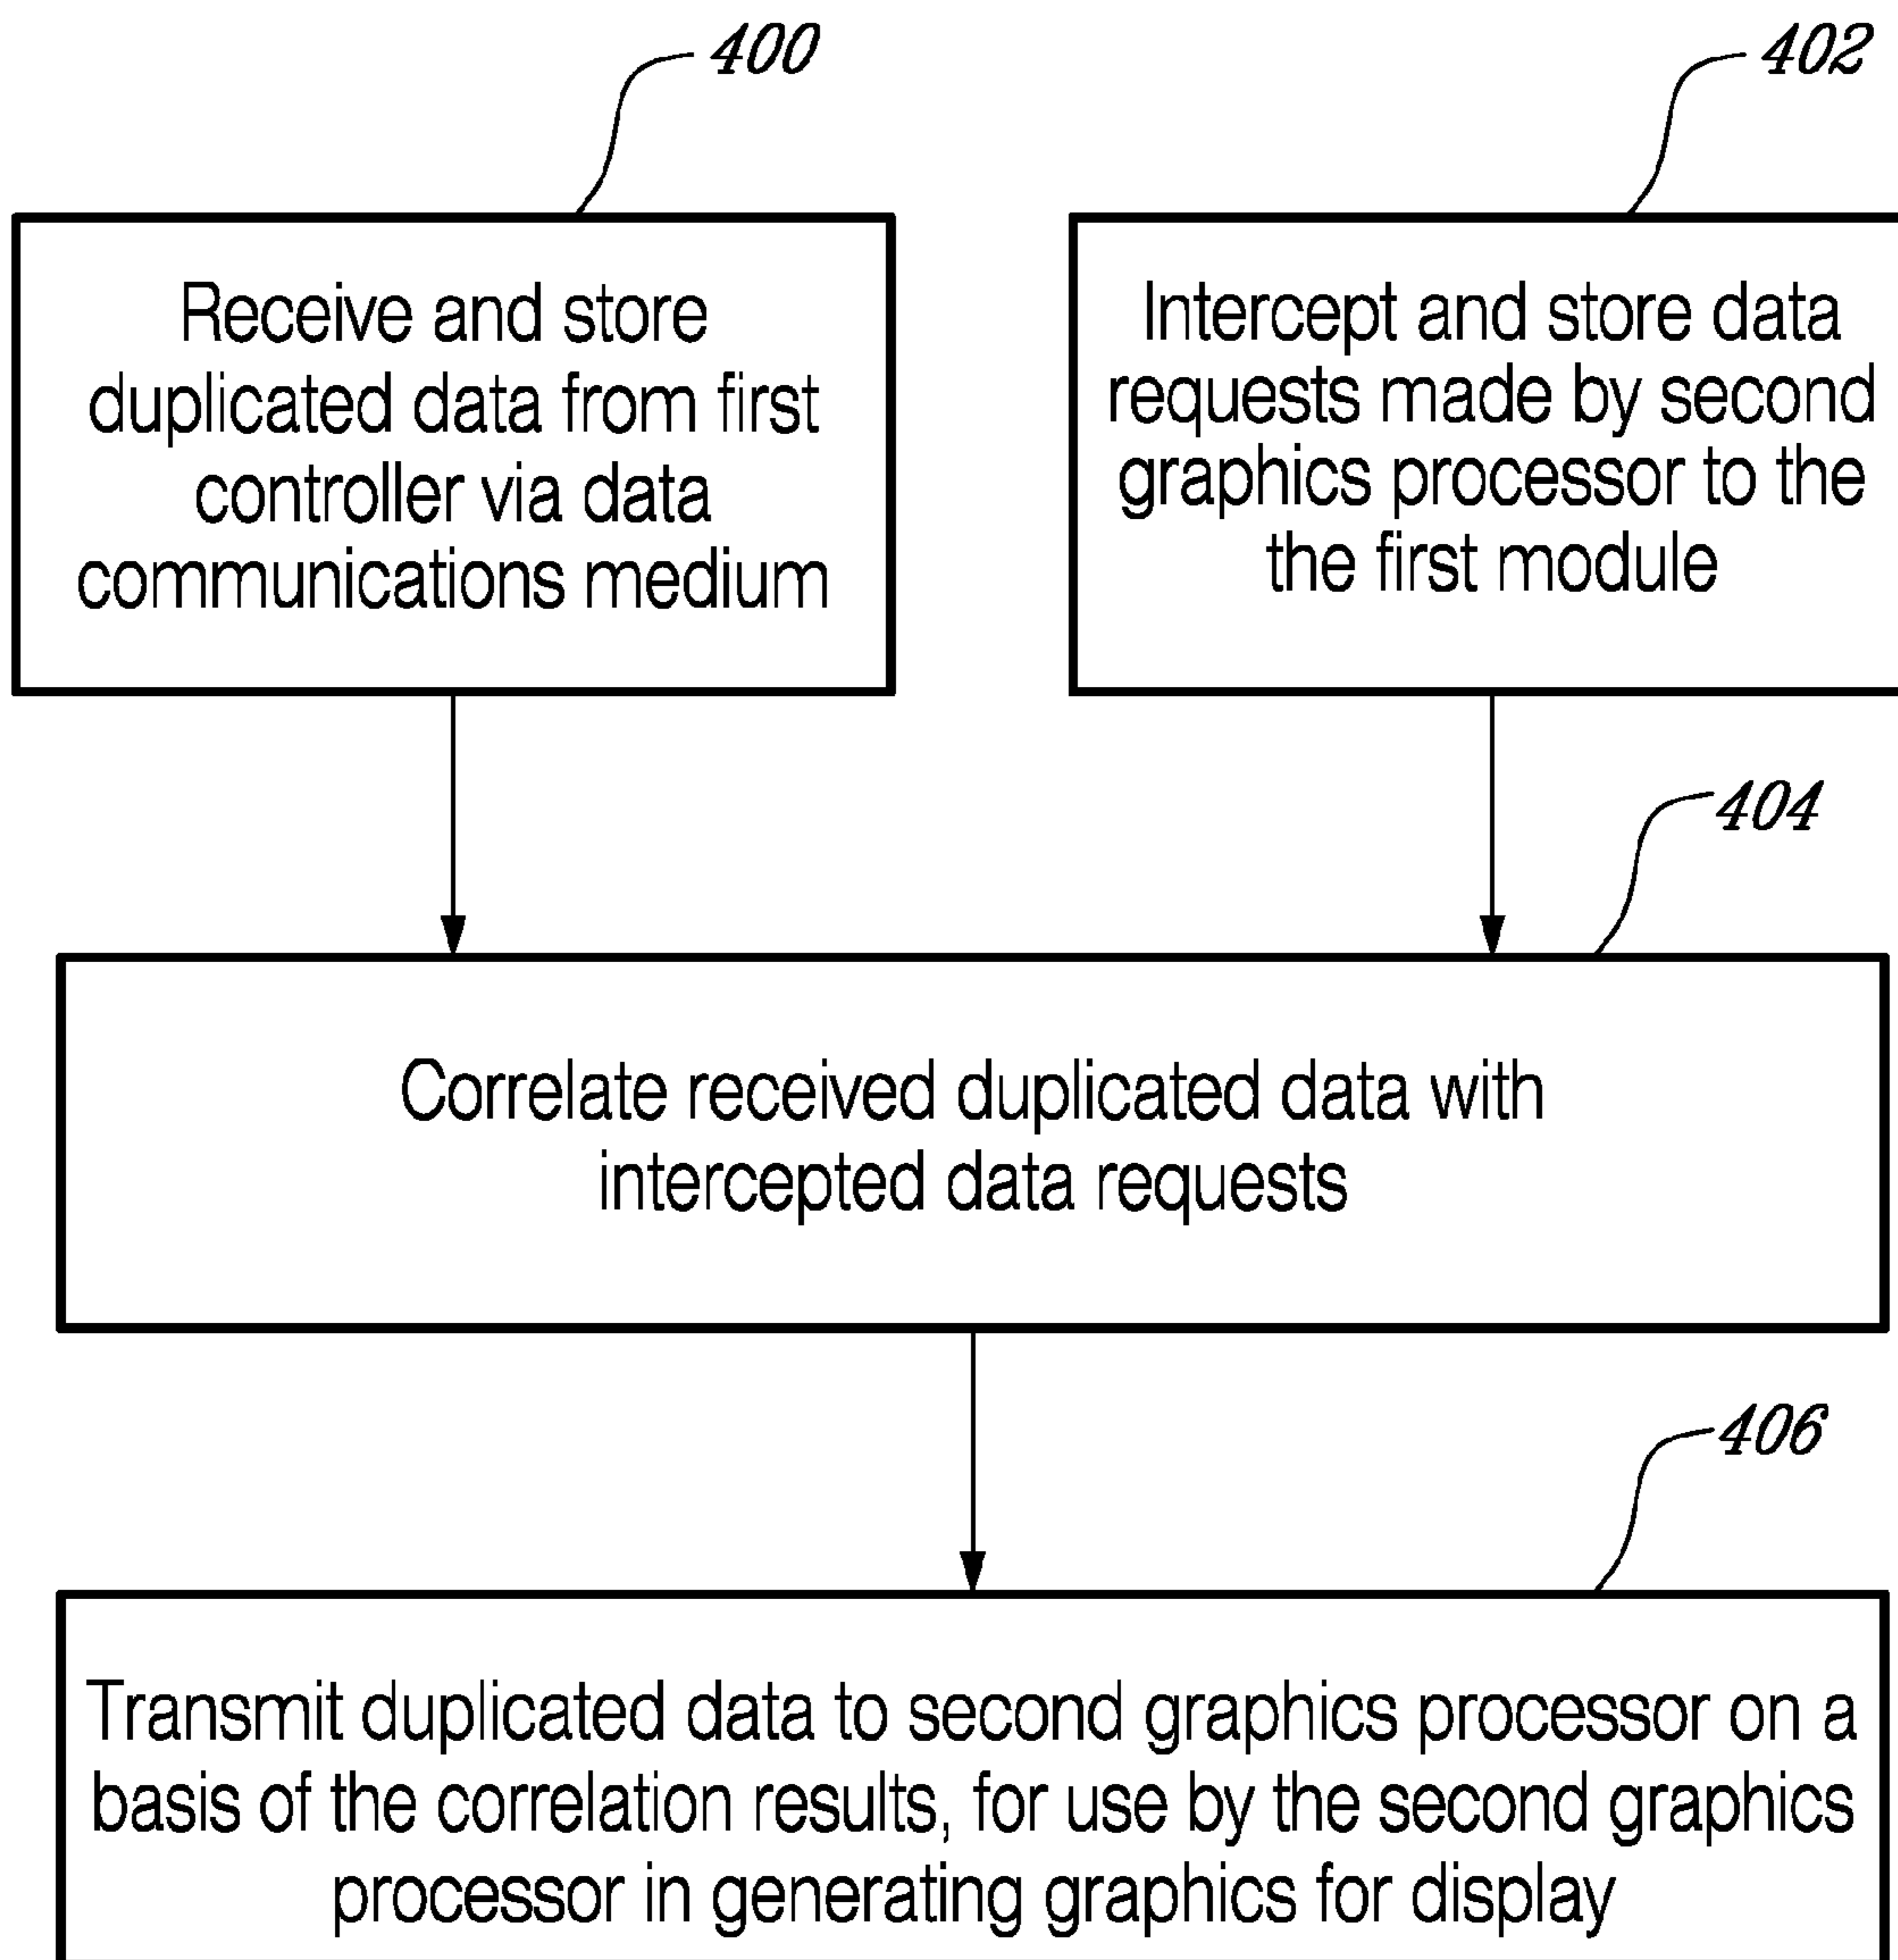 400
402
Receive and store
duplicated data from first
controller via data
communications medium
Intercept and store data
requests made by second
graphics processor to the
the first module
404
Correlate received duplicated data with
intercepted data requests
406
Transmit duplicated data to second graphics processor on a
basis of the correlation results, for use by the second graphics
processor in generating graphics for display